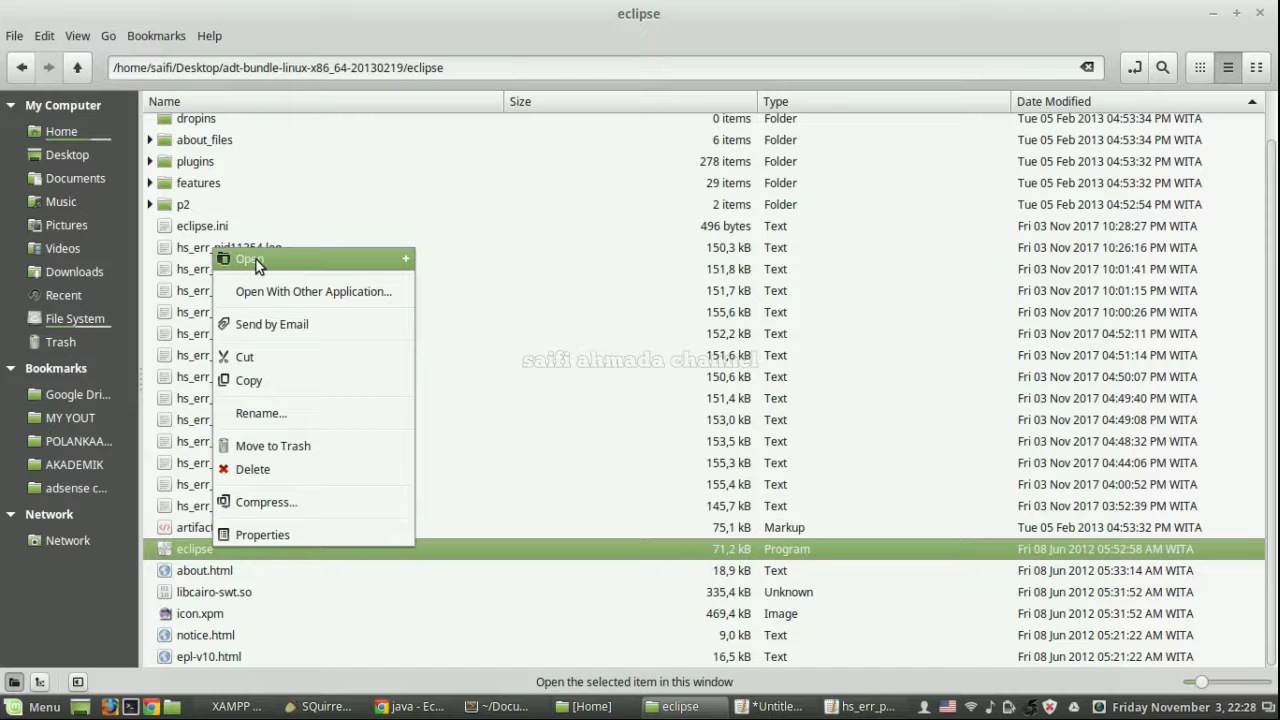 eclipse
File Edit View Go Bookmarks Help
/home/saifi/Desktop/adt-bundle-linux-x86_64-20130219/eclipse
My Computer
Home
Desktop
Documents
Music
Pictures
Videos
Downloads
Recent
File System
Trash
Bookmarks
Google Dri...
MY YOUT
POLANKAA...
AKADEMIK
adsense c...
Network
Network
Name Size Type Date Modified
dropins 0 items Folder Tue 05 Feb 2013 04:53:34 PM WITA
about_files 6 items Folder Tue 05 Feb 2013 04:53:34 PM WITA
plugins 278 items Folder Tue 05 Feb 2013 04:53:32 PM WITA
features 29 items Folder Tue 05 Feb 2013 04:53:32 PM WITA
p2 2 items Folder Tue 05 Feb 2013 04:52:54 PM WITA
eclipse.ini 496 bytes Text Fri 03 Nov 2017 10:28:27 PM WITA
hs_err_pid11254.log 150,3 kB Text Fri 03 Nov 2017 10:26:16 PM WITA
hs_err_ 151,8 kB Text Fri 03 Nov 2017 10:01:41 PM WITA
hs_err_ 151,7 kB Text Fri 03 Nov 2017 10:01:15 PM WITA
hs_err_ 155,6 kB Text Fri 03 Nov 2017 10:00:26 PM WITA
hs_err_ 152,2 kB Text Fri 03 Nov 2017 04:52:11 PM WITA
hs_err_ 151,6 kB Text Fri 03 Nov 2017 04:51:14 PM WITA
hs_err_ 150,6 kB Text Fri 03 Nov 2017 04:50:07 PM WITA
hs_err_ 151,4 kB Text Fri 03 Nov 2017 04:49:40 PM WITA
hs_err_ 153,0 kB Text Fri 03 Nov 2017 04:49:28 PM WITA
hs_err_ 153,5 kB Text Fri 03 Nov 2017 04:48:32 PM WITA
hs_err_ 155,3 kB Text Fri 03 Nov 2017 04:44:06 PM WITA
hs_err_ 155,4 kB Text Fri 03 Nov 2017 04:00:52 PM WITA
hs_err_ 145,7 kB Text Fri 03 Nov 2017 03:52:39 PM WITA
artifac 75,1 kB Markup Tue 05 Feb 2013 04:53:32 PM WITA
eclipse 71,2 kB Program Fri 08 Jun 2012 05:52:58 AM WITA
about.html 18,9 kB Text Fri 08 Jun 2012 05:33:14 AM WITA
libcairo-swt.so 335,4 kB Unknown Fri 08 Jun 2012 05:31:52 AM WITA
icon.xpm 469,4 kB Image Fri 08 Jun 2012 05:31:52 AM WITA
notice.html 9,0 kB Text Fri 08 Jun 2012 05:21:22 AM WITA
epl-v10.html 16,5 kB Text Fri 08 Jun 2012 05:21:22 AM WITA
Open +
Open With Other Application...
Send by Email
Cut
Copy
Rename...
Move to Trash
Delete
Compress...
Properties
saifi ahmada channel
Open the selected item in this window
Menu XAMPP ... SQuirre... java - Ec... ~/Docu... [Home] eclipse *Untitle... hs_err_p... Friday November 3, 22:28